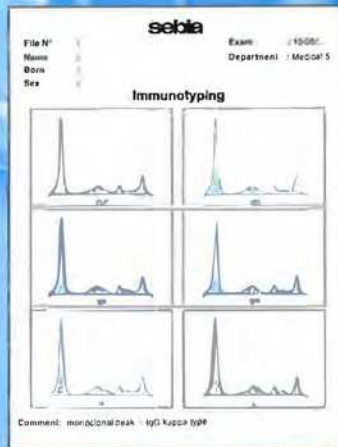 sebia
File N°
Exam
Name
Department : Medical 5
Born
Sex
Immunotyping
Comment: monoclonal peak : IgG kappa type